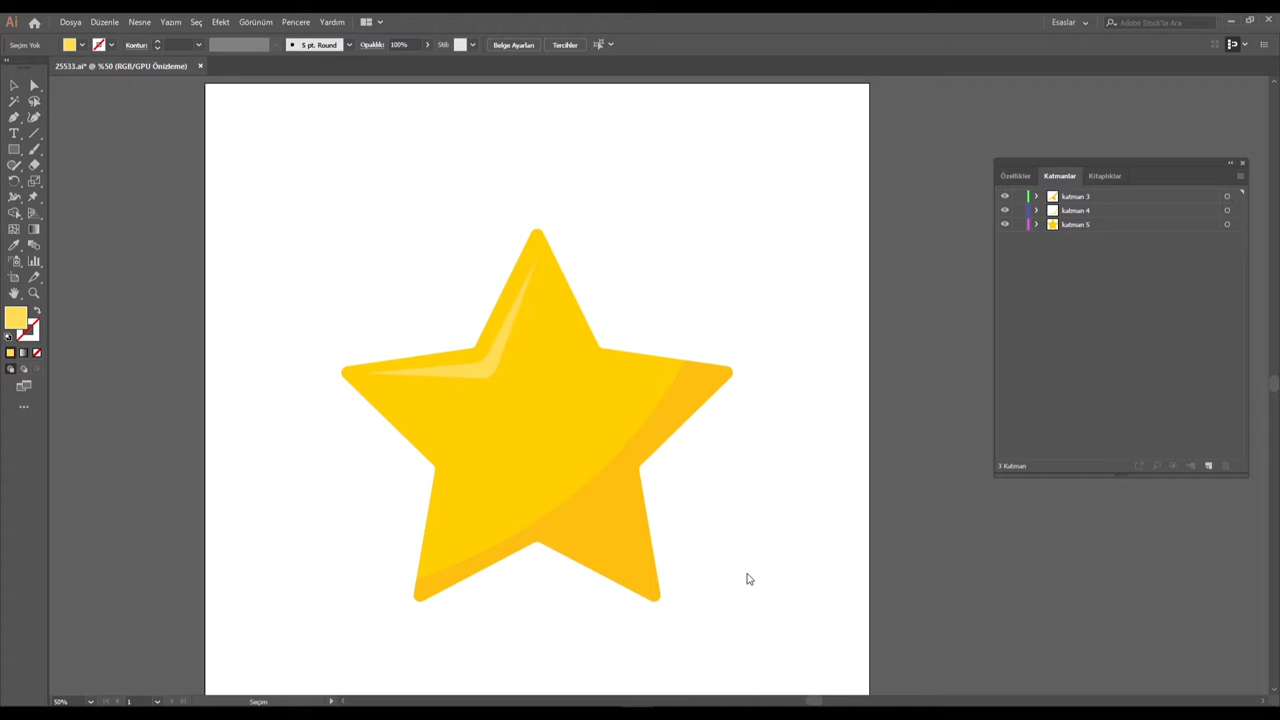 Ai Dosya Düzenle Nesne Yazım Seç Efekt Görünüm Pencere Yardım Esaslar Adobe Stock'ta Ara
Seçim Yok Kontur: 5 pt. Round Opaklık: 100% Stil: Belge Ayarları Tercihler
25533.ai* @ %50 (RGB/GPU Önizleme)
Özellikler Katmanlar Kitaplıklar
katman 3
katman 4
katman 5
3 Katman
50% 1 Seçim